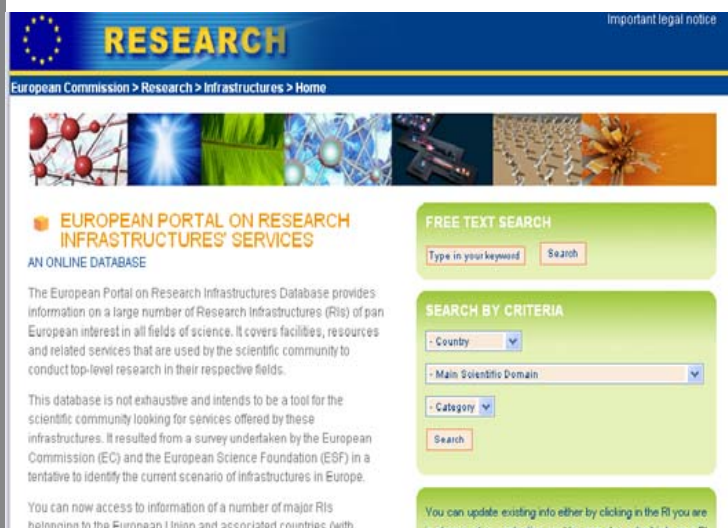 Important legal notice
RESEARCH
European Commission > Research > Infrastructures > Home
EUROPEAN PORTAL ON RESEARCH
INFRASTRUCTURES' SERVICES
AN ONLINE DATABASE
The European Portal on Research Infrastructures Database provides
information on a large number of Research Infrastructures (RIs) of pan
European interest in all fields of science. It covers facilities, resources
and related services that are used by the scientific community to
conduct top-level research in their respective fields.
This database is not exhaustive and intends to be a tool for the
scientific community looking for services offered by these
infrastructures. It resulted from a survey undertaken by the European
Commission (EC) and the European Science Foundation (ESF) in a
tentative to identify the current scenario of infrastructures in Europe.
You can now access to information of a number of major RIs
belonging to the European Union and associated countries (with
FREE TEXT SEARCH
Type in your keyword Search
SEARCH BY CRITERIA
- Country
- Main Scientific Domain
- Category
Search
You can update existing info either by clicking in the RI you are